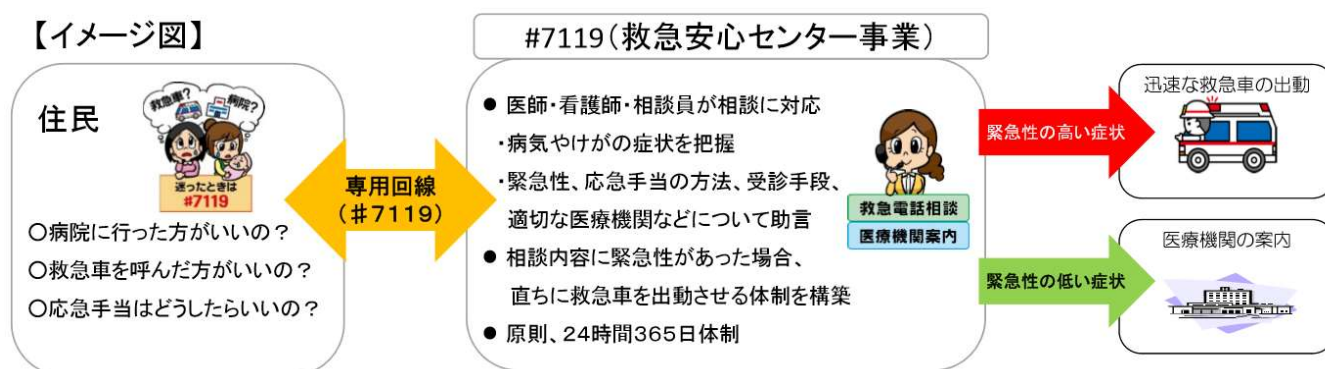 【イメージ図】
#7119(救急安心センター事業)
住民
救急車?
病院?
迷ったときは
#7119
○病院に行った方がいいの?
○救急車を呼んだ方がいいの?
○応急手当はどうしたらいいの?
専用回線
(#7119)
● 医師・看護師・相談員が相談に対応
・病気やけがの症状を把握
・緊急性、応急手当の方法、受診手段、
適切な医療機関などについて助言
● 相談内容に緊急性があった場合、
直ちに救急車を出動させる体制を構築
● 原則、24時間365日体制
救急電話相談
医療機関案内
緊急性の高い症状
迅速な救急車の出動
緊急性の低い症状
医療機関の案内